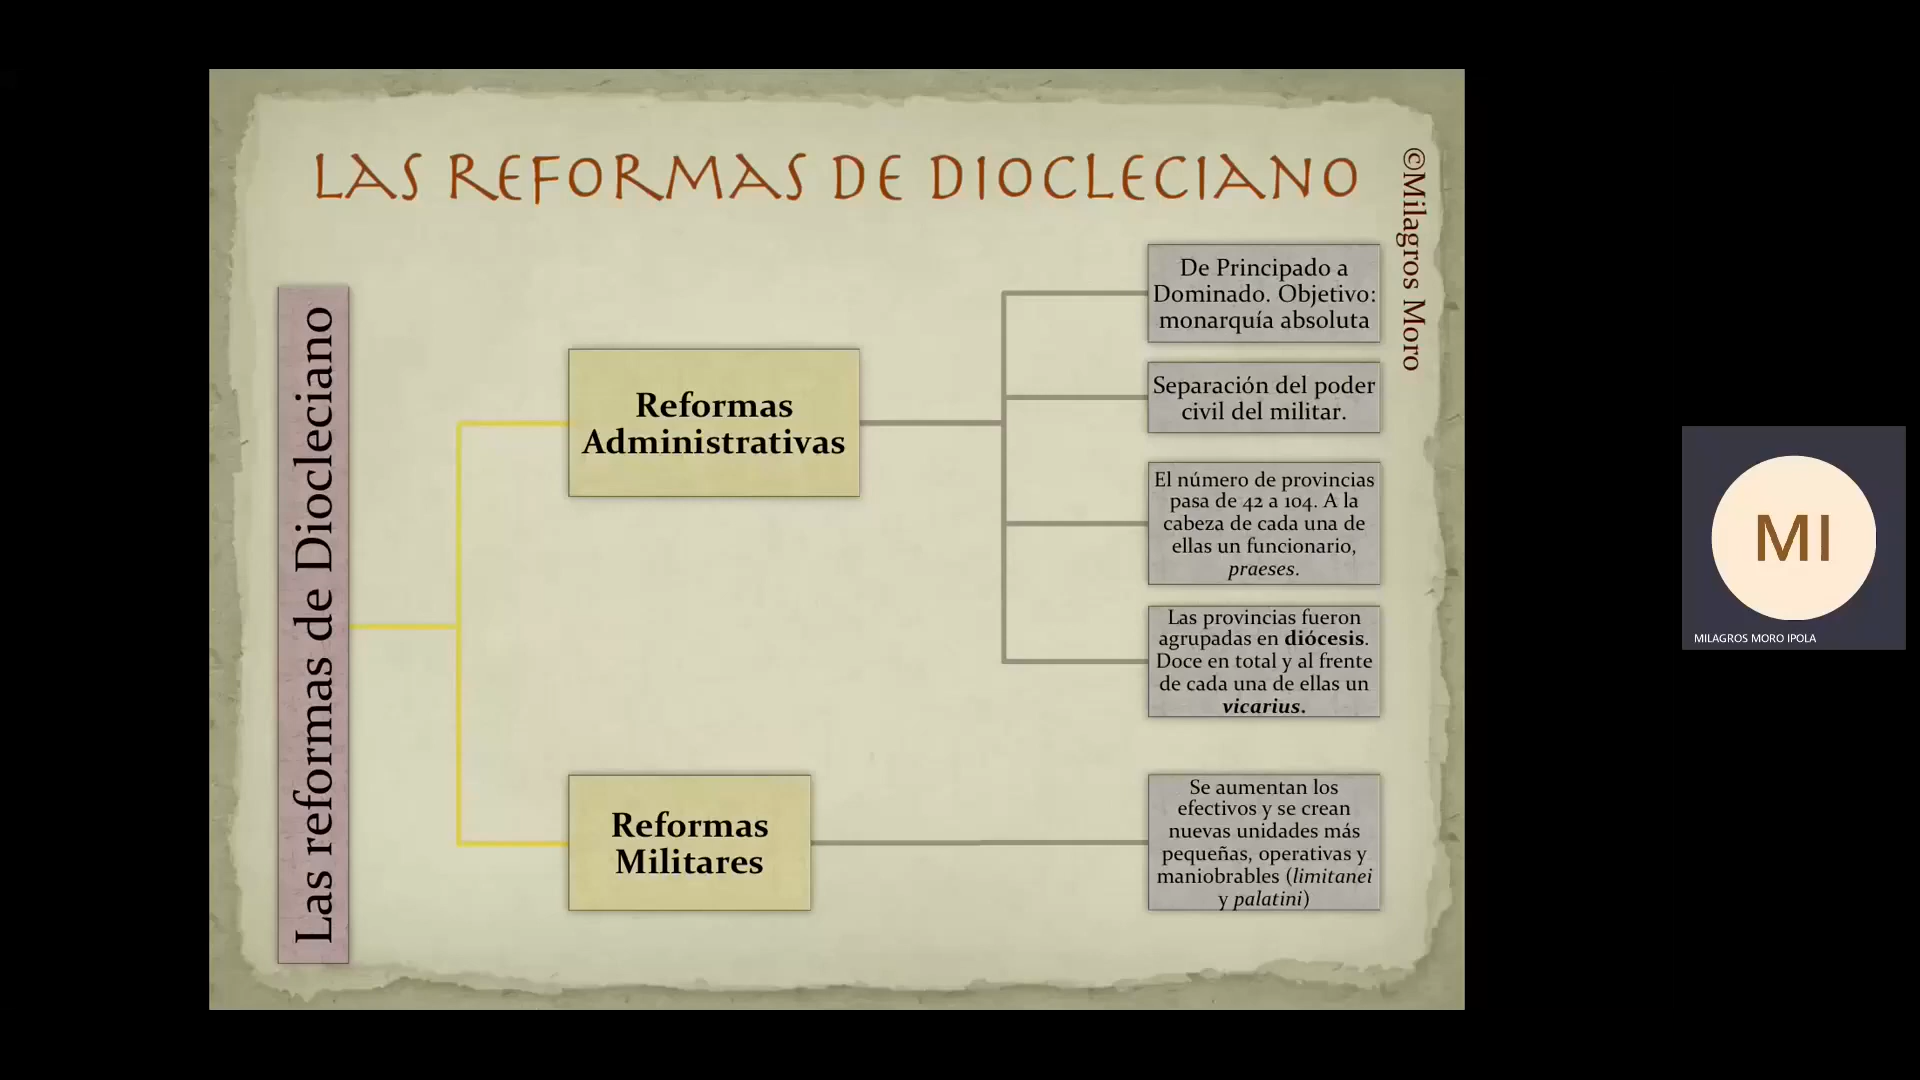 LAS REFORMAS DE DIOCLECIANO
©Milagros Moro
Las reformas de Diocleciano
Reformas
Administrativas
De Principado a
Dominado. Objetivo:
monarquía absoluta
Separación del poder
civil del militar.
El número de provincias
pasa de 42 a 104. A la
cabeza de cada una de
ellas un funcionario,
praeses.
Las provincias fueron
agrupadas en diócesis.
Doce en total y al frente
de cada una de ellas un
vicarius.
Reformas
Militares
Se aumentan los
efectivos y se crean
nuevas unidades más
pequeñas, operativas y
maniobrables (limitanei
y palatini)
MI
MILAGROS MORO IPOLA